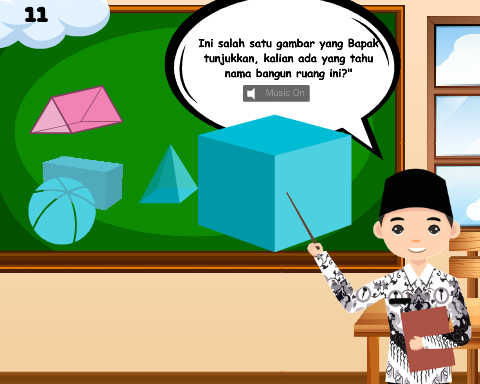 11
Ini salah satu gambar yang Bapak
tunjukkan, kalian ada yang tahu
nama bangun ruang ini?"
Music On